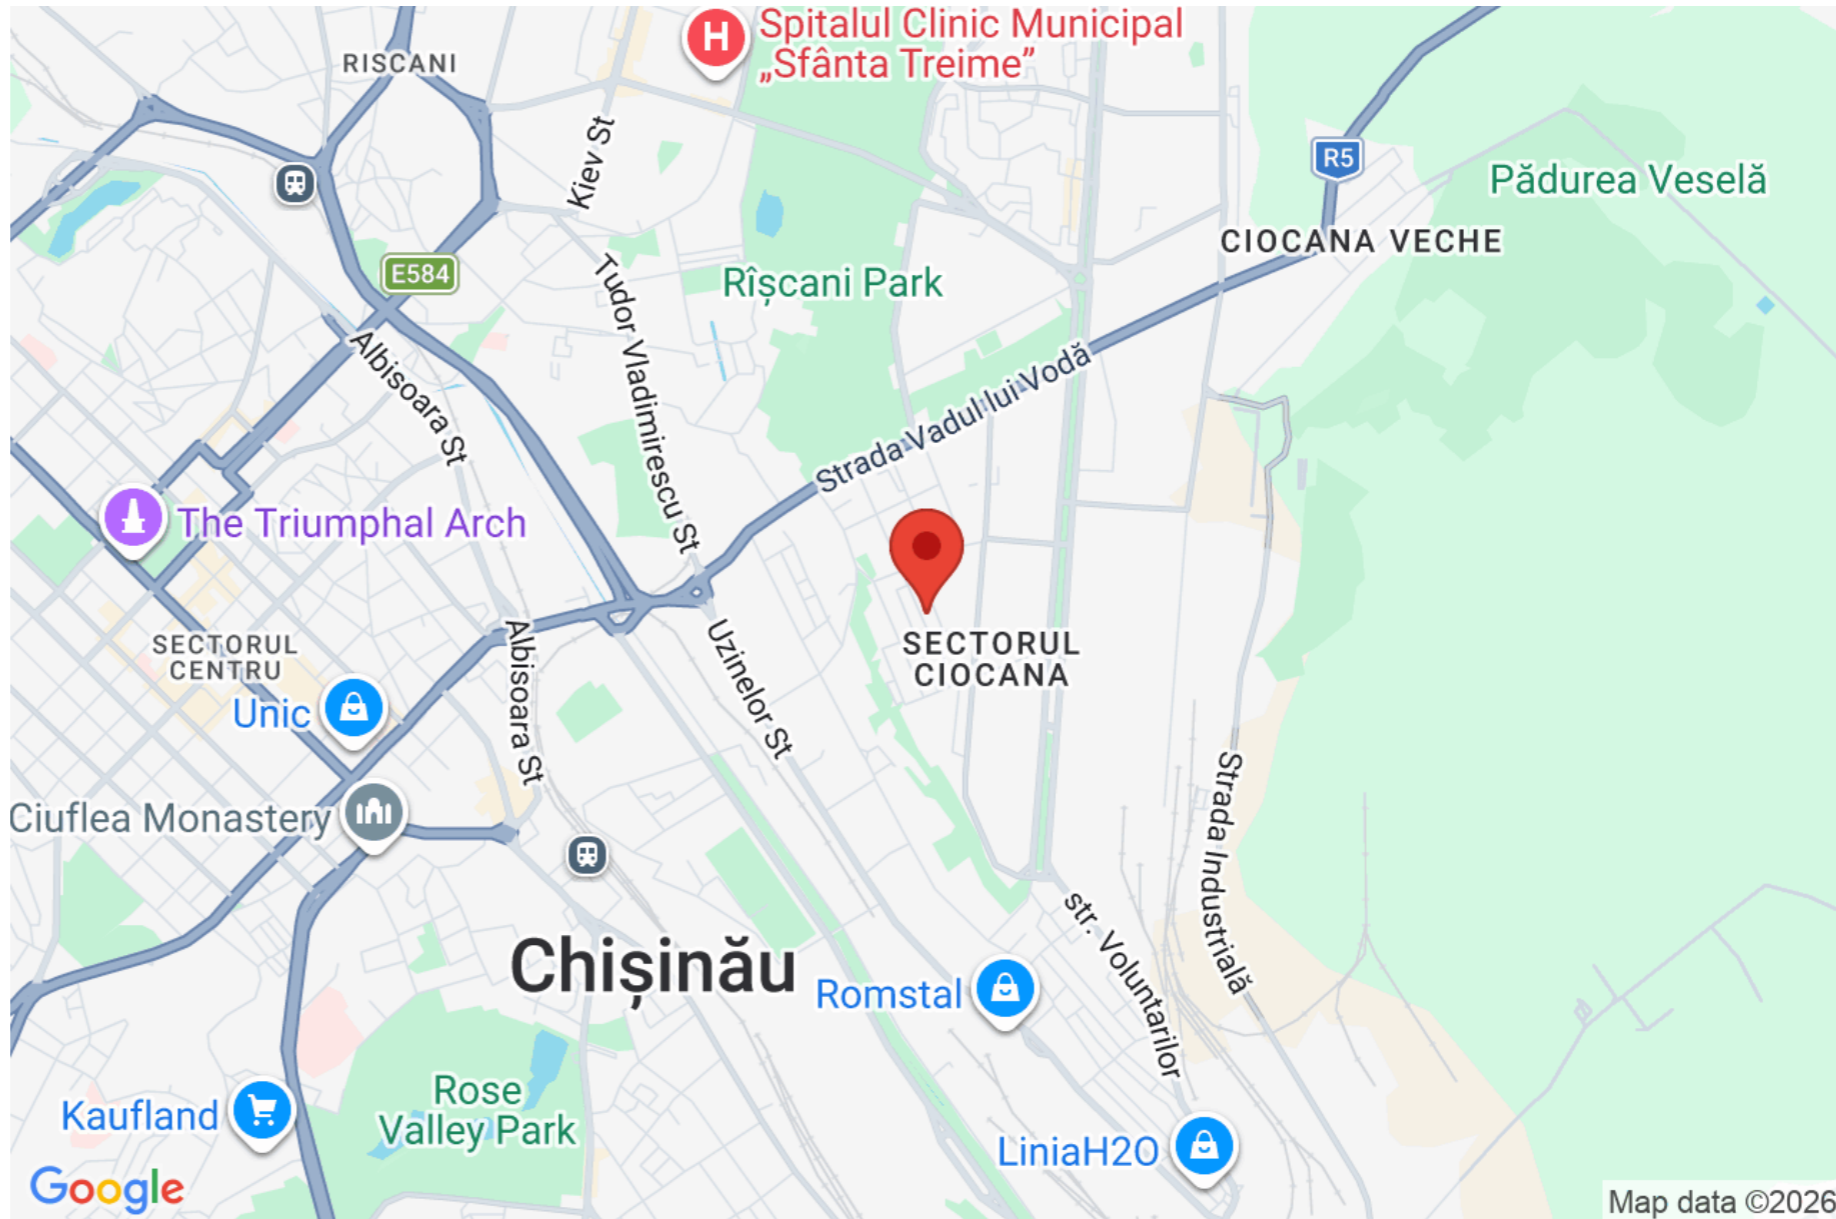 Spitalul Clinic Municipal
„Sfânta Treime”
H
RISCANI
Kiev St
R5
Pădurea Veselă
CIOCANA VECHE
E584
Rîșcani Park
Tudor Vladimirescu St
Albisoara St
Strada Vadul lui Vodă
The Triumphal Arch
SECTORUL
CENTRU
SECTORUL
CIOCANA
Unic
Albisoara St
Uzinelor St
Ciuflea Monastery
Strada Industrială
str. Voluntarilor
Chișinău
Romstal
Rose
Valley Park
Kaufland
LiniaH2O
Google
Map data ©2026